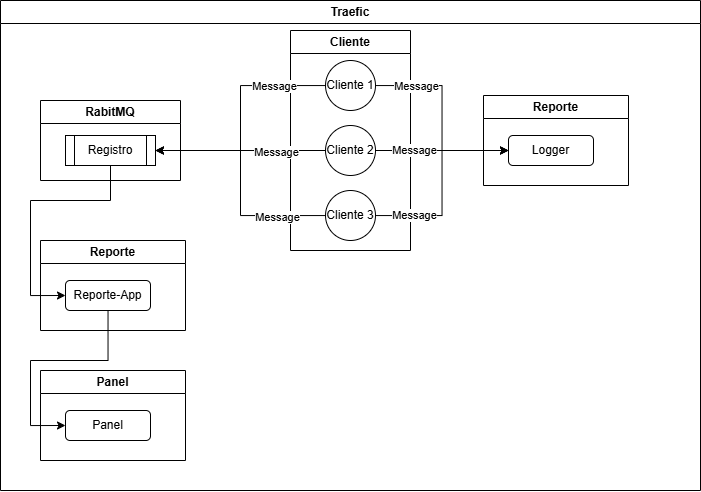 Traefic
Cliente
Message
Cliente 1
Message
RabitMQ
Reporte
Registro
Message
Cliente 2
Message
Logger
Message
Cliente 3
Message
Reporte
Reporte-App
Panel
Panel